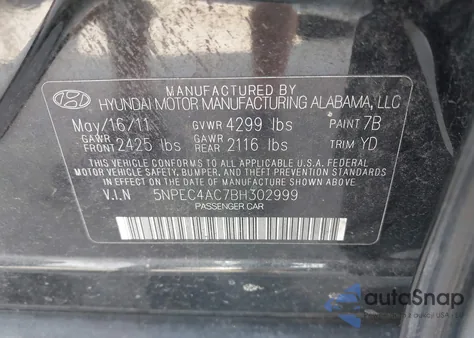 MANUFACTURED BY
HYUNDAI MOTOR MANUFACTURING ALABAMA, LLC
May/16/11 GVWR 4299 lbs PAINT 7B
GAWR FRONT 2425 lbs GAWR REAR 2116 lbs TRIM YD
THIS VEHICLE CONFORMS TO ALL APPLICABLE U.S.A. FEDERAL
MOTOR VEHICLE SAFETY, BUMPER, AND THEFT PREVENTION
STANDARDS IN EFFECT ON THE DATE OF MANUFACTURE SHOWN ABOVE.
V.I.N 5NPEC4AC7BH302999
PASSENGER CAR
autoSnap